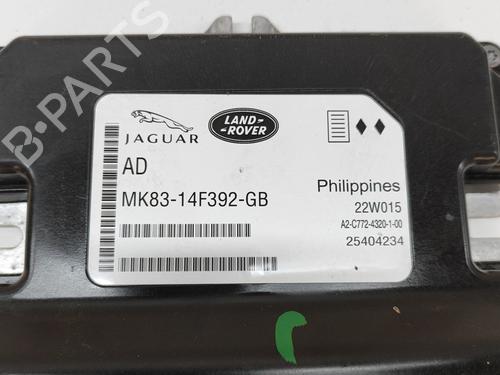 B-PARTS
JAGUAR
LAND-
ROVER
AD
MK83-14F392-GB
Philippines
22W015
A2-C772-4320-1-00
25404234